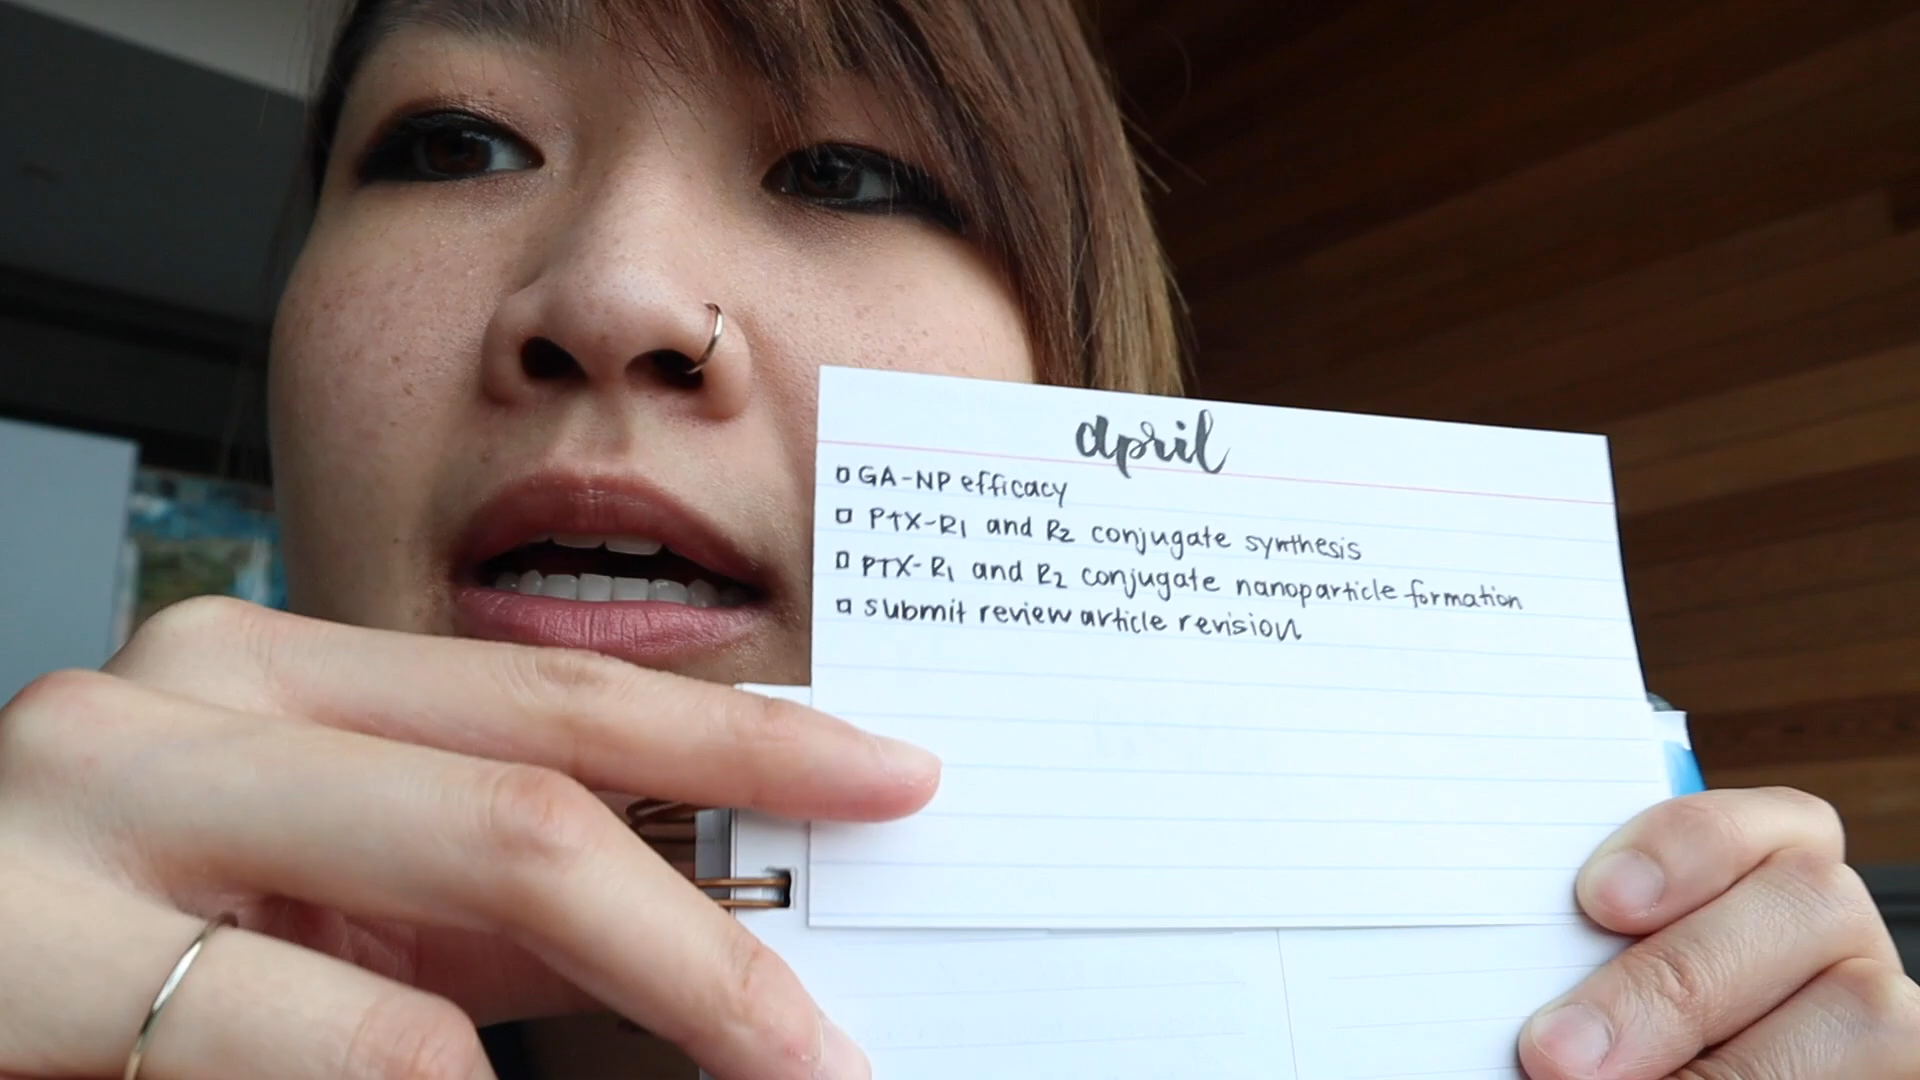 april
GA-NP efficacy
PTX-R1 and R2 conjugate synthesis
PTX-R1 and R2 conjugate nanoparticle formation
submit review article revision